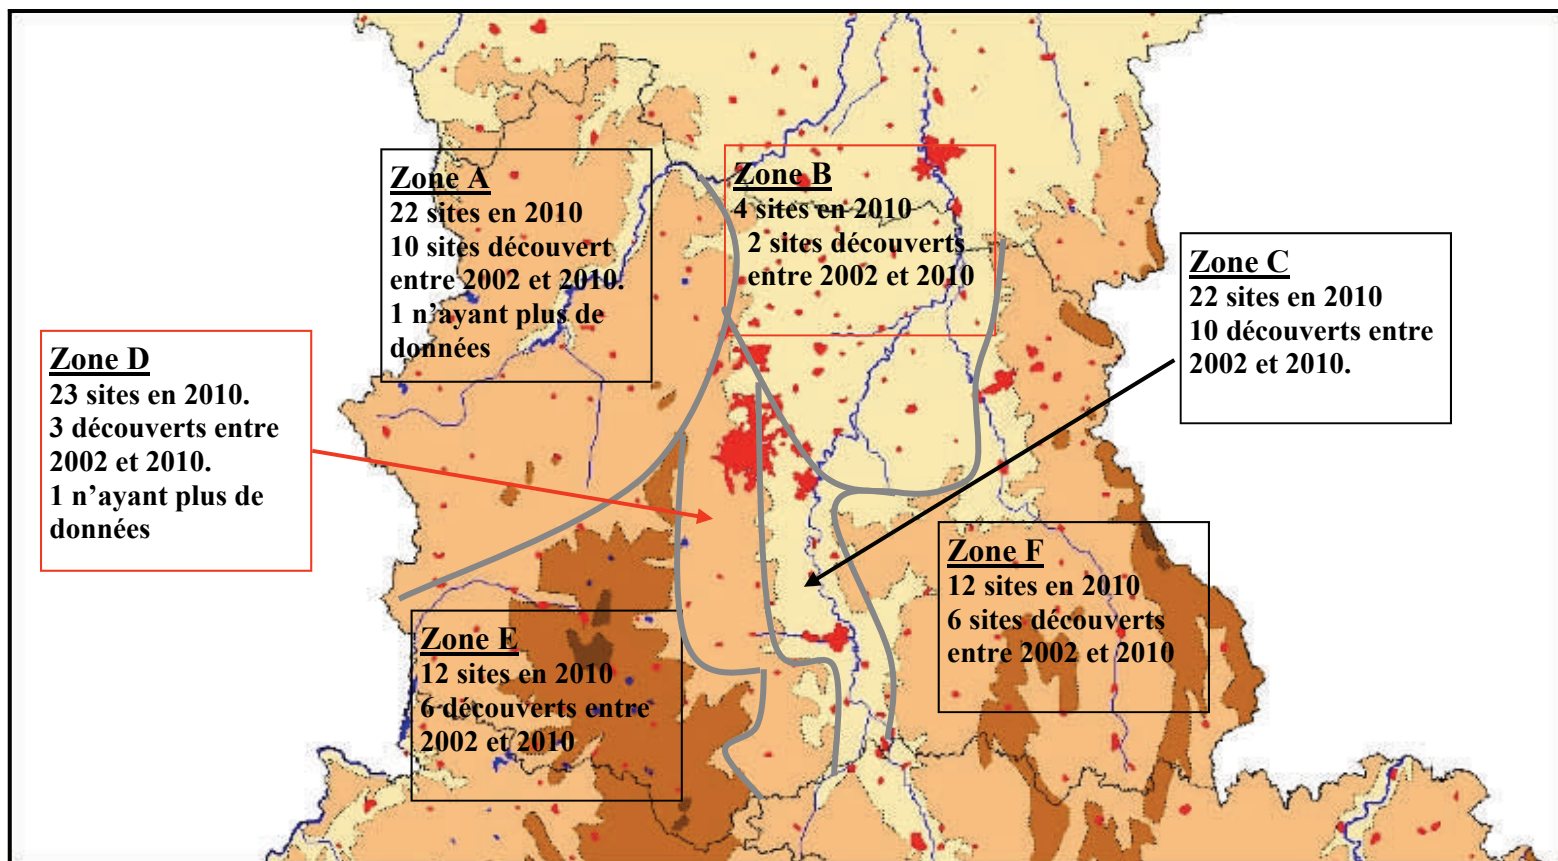 Zone A
22 sites en 2010
10 sites découvert
entre 2002 et 2010.
1 n’ayant plus de
données
Zone B
4 sites en 2010
2 sites découverts
entre 2002 et 2010
Zone C
22 sites en 2010
10 découverts entre
2002 et 2010.
Zone D
23 sites en 2010.
3 découverts entre
2002 et 2010.
1 n’ayant plus de
données
Zone E
12 sites en 2010
6 découverts entre
2002 et 2010
Zone F
12 sites en 2010
6 sites découverts
entre 2002 et 2010